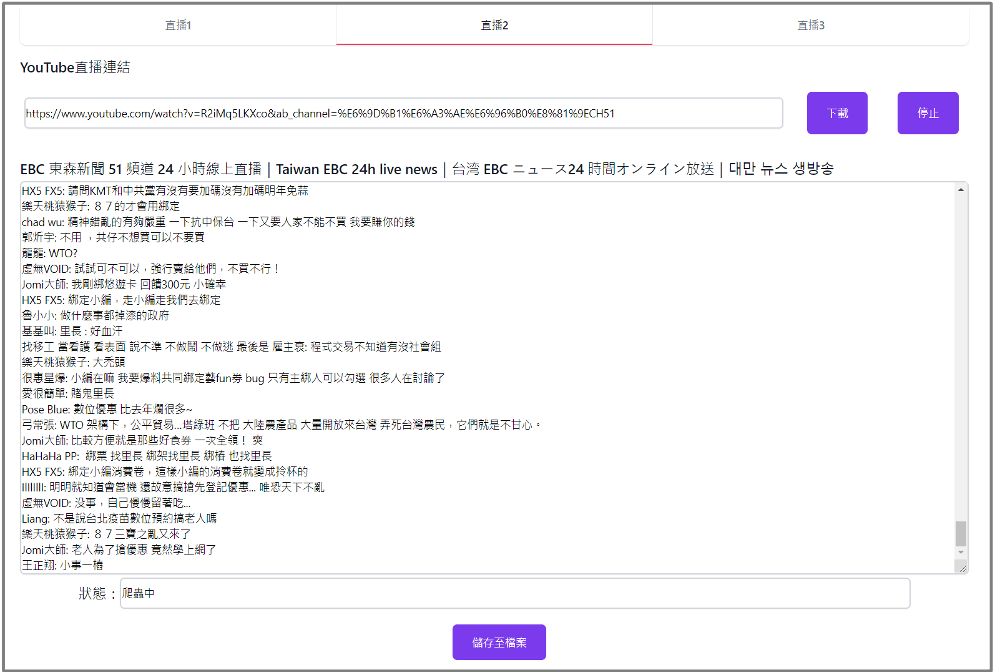 直播1
直播2
直播3
YouTube直播連結
https://www.youtube.com/watch?v=R2iMq5LKXco&ab_channel=%E6%9D%B1%E6%A3%AE%E6%96%B0%E8%81%9ECH51
下載
停止
EBC 東森新聞 51 頻道 24 小時線上直播｜Taiwan EBC 24h live news｜台湾 EBC ニュース24 時間オンライン放送｜대만 뉴스 생방송
HX5 FX5: 請問KMT和中共黨有沒有要加碼沒有加碼明年免蒜
樂天桃猿猴子: ８７的才會用綁定
chad wu: 精神錯亂的有夠嚴重 一下抗中保台 一下又要人家不能不買 我要賺你的錢
郭炘宇: 不用 ，共仔不想買可以不要買
龍龍: WTO?
虛無VOID: 試試可不可以，強行賣給他們，不買不行！
Jomi大師: 我剛綁悠遊卡 回饋300元 小確幸
HX5 FX5: 綁定小編，走小編走我們去綁定
魯小小: 做什麼事都掉漆的政府
基基叫: 里長 : 好血汗
找移工 當看護 看表面 說不準 不做鬧 不做逃 最後是 雇主衰: 程式交易不知道有沒社會組
樂天桃猿猴子: 大禿頭
很惠星爆: 小編在嘛 我要爆料共同綁定藝fun券 bug 只有主綁人可以勾選 很多人在討論了
愛很簡單: 賭鬼里長
Pose Blue: 數位優惠 比去年爛很多~
弓常張: WTO 架構下，公平貿易...塔綠班 不把 大陸農產品 大量開放來台灣 弄死台灣農民，它們就是不甘心。
Jomi大師: 比較方便就是那些好食券 一次全領！ 爽
HaHaHa PP:  綁票 找里長 綁架找里長 綁樁 也找里長
HX5 FX5: 綁定小編消費卷，這樣小編的消費卷就變成拎杯的
llllllll: 明明就知道會當機 還故意搞搶先登記優惠... 唯恐天下不亂
虛無VOID: 沒事，自己慢慢留著吃...
Liang: 不是說台北疫苗數位預約搞老人嗎
樂天桃猿猴子: ８７三寶之亂又來了
Jomi大師: 老人為了搶優惠 竟然學上網了
王正翔: 小事一樁
狀態：爬蟲中
儲存至檔案